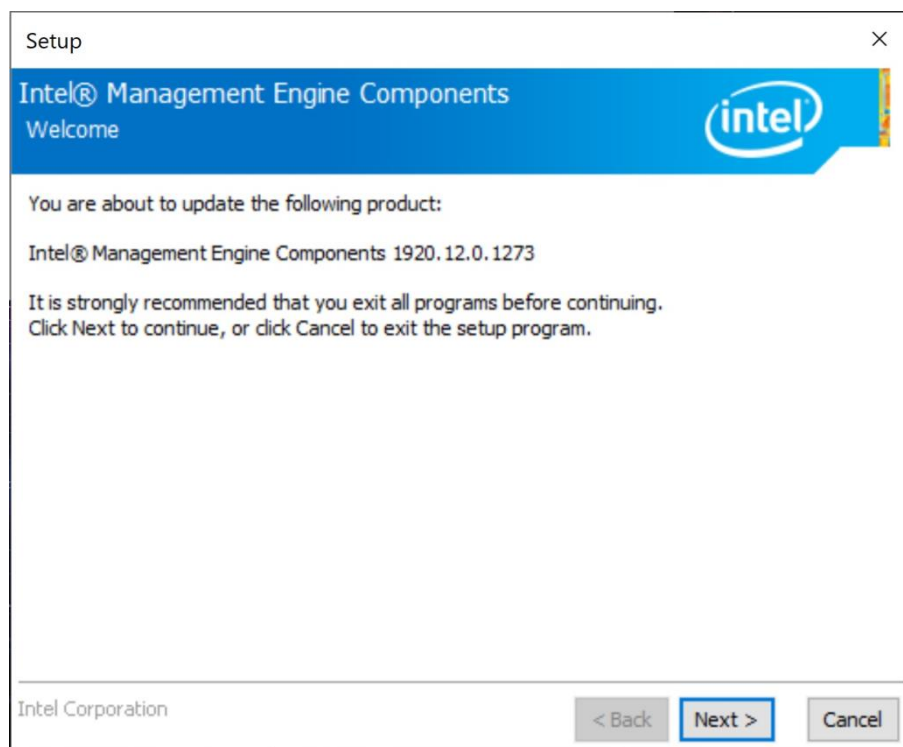 Setup
Intel® Management Engine Components
Welcome
intel
You are about to update the following product:
Intel® Management Engine Components 1920.12.0.1273
It is strongly recommended that you exit all programs before continuing.
Click Next to continue, or click Cancel to exit the setup program.
Intel Corporation
< Back Next > Cancel